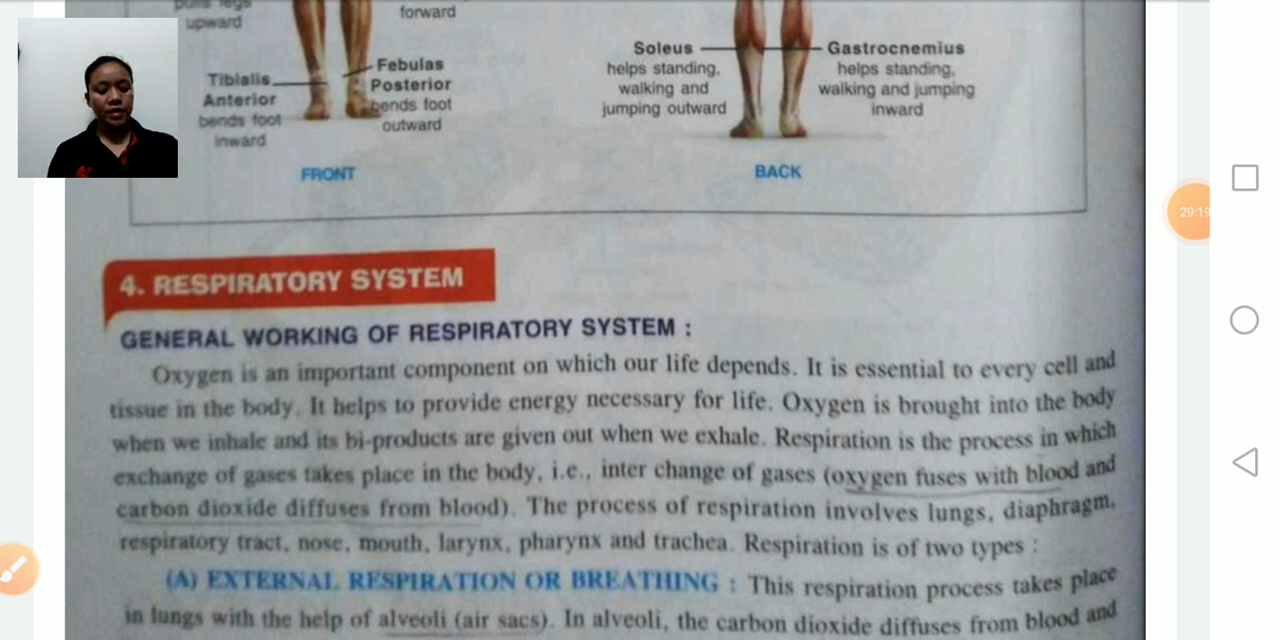 pulls legs
upward
forward
Tibialis
Anterior
bends foot
inward
Febulas
Posterior
bends foot
outward
FRONT
Soleus
helps standing,
walking and
jumping outward
Gastrocnemius
helps standing,
walking and jumping
inward
BACK
29:19
4. RESPIRATORY SYSTEM
GENERAL WORKING OF RESPIRATORY SYSTEM :
Oxygen is an important component on which our life depends. It is essential to every cell and
tissue in the body. It helps to provide energy necessary for life. Oxygen is brought into the body
when we inhale and its bi-products are given out when we exhale. Respiration is the process in which
exchange of gases takes place in the body, i.e., inter change of gases (oxygen fuses with blood and
carbon dioxide diffuses from blood). The process of respiration involves lungs, diaphragm,
respiratory tract, nose, mouth, larynx, pharynx and trachea. Respiration is of two types :
(A) EXTERNAL RESPIRATION OR BREATHING : This respiration process takes place
in lungs with the help of alveoli (air sacs). In alveoli, the carbon dioxide diffuses from blood and